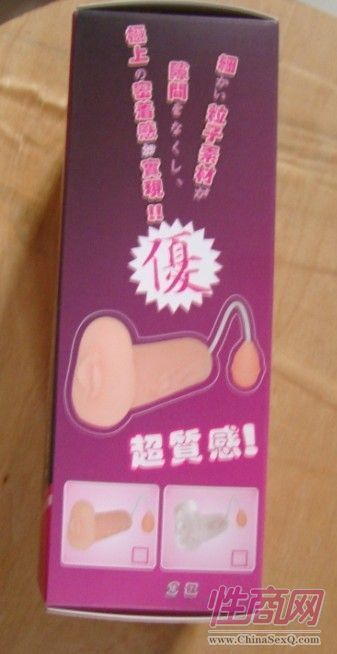 細かい粒子素材が
隙間をなくし、
極上の密着感を実現!!
優
超質感!
性商网
www.ChinaSexQ.com